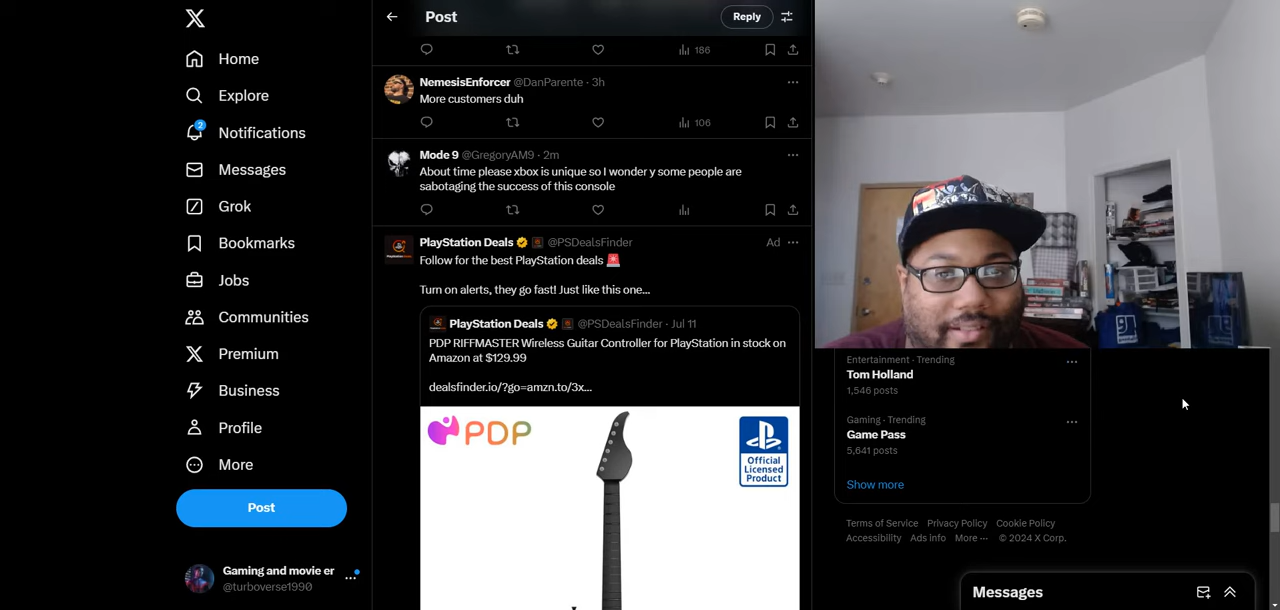 Post
Reply
Home
Explore
2
Notifications
Messages
Grok
Bookmarks
Jobs
Communities
Premium
Business
Profile
More
Post
Gaming and movie er
@turboverse1990
186
NemesisEnforcer @DanParente · 3h
More customers duh
106
Mode 9 @GregoryAM9 · 2m
About time please xbox is unique so I wonder y some people are
sabotaging the success of this console
PlayStation Deals @PSDealsFinder Ad
Follow for the best PlayStation deals 🚨
Turn on alerts, they go fast! Just like this one...
PlayStation Deals @PSDealsFinder · Jul 11
PDP RIFFMASTER Wireless Guitar Controller for PlayStation in stock on
Amazon at $129.99
dealsfinder.io/?go=amzn.to/3x...
PDP
Official
Licensed
Product
Entertainment · Trending
Tom Holland
1,546 posts
Gaming · Trending
Game Pass
5,641 posts
Show more
Terms of Service Privacy Policy Cookie Policy
Accessibility Ads info More ··· © 2024 X Corp.
Messages